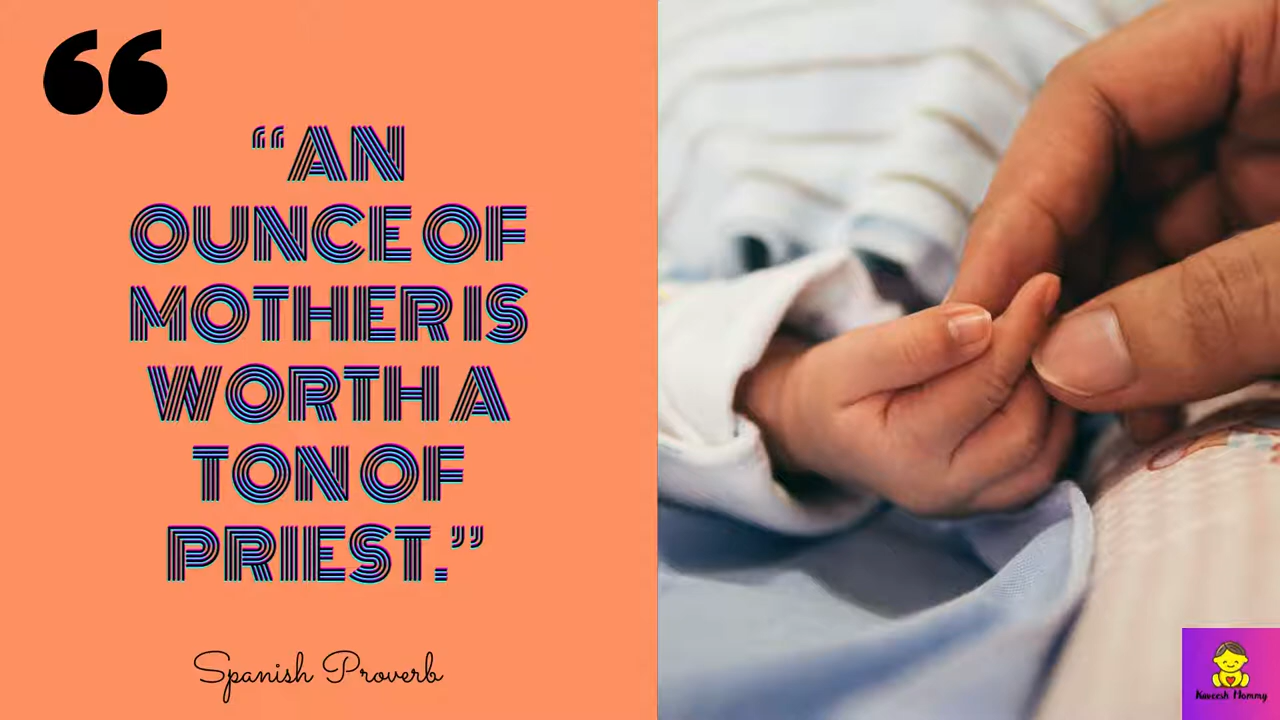 “AN
OUNCE OF
MOTHER IS
WORTH A
TON OF
PRIEST.”
Spanish Proverb
Kaveesh Mommy